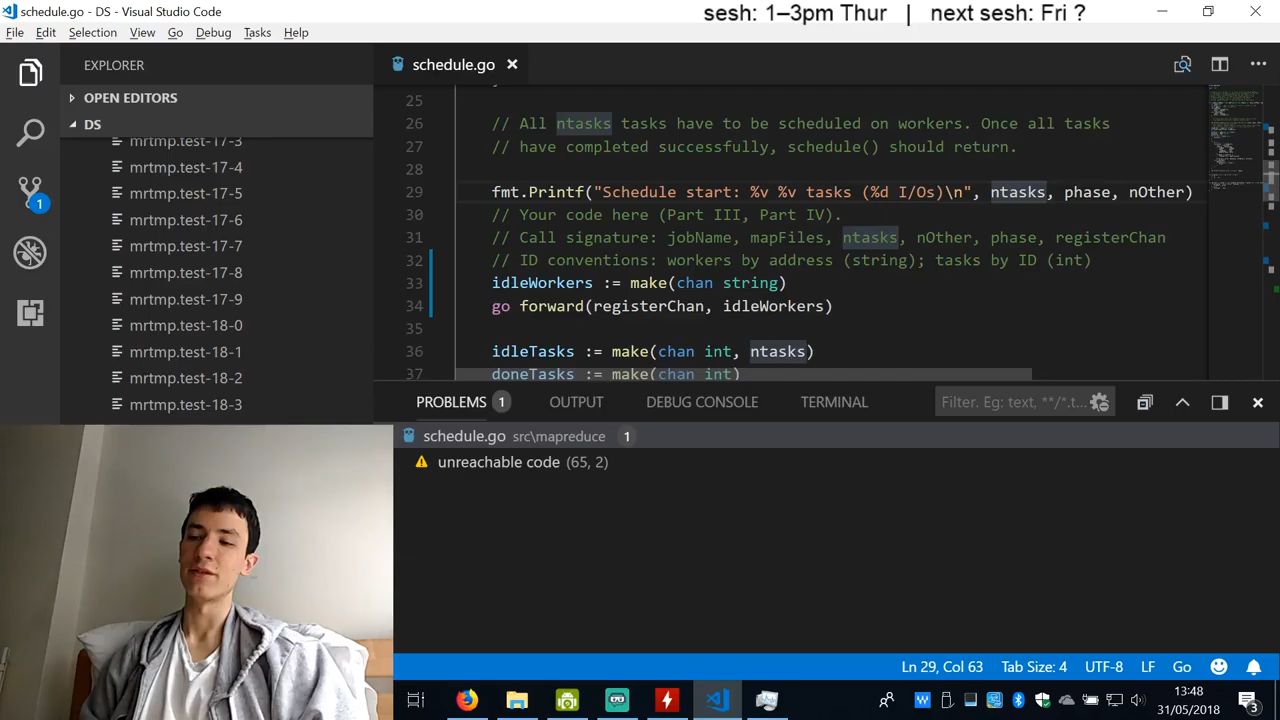 schedule.go - DS - Visual Studio Code
sesh: 1–3pm Thur | next sesh: Fri ?
File Edit Selection View Go Debug Tasks Help
EXPLORER
OPEN EDITORS
DS
mrtmp.test-17-3
mrtmp.test-17-4
mrtmp.test-17-5
mrtmp.test-17-6
mrtmp.test-17-7
mrtmp.test-17-8
mrtmp.test-17-9
mrtmp.test-18-0
mrtmp.test-18-1
mrtmp.test-18-2
mrtmp.test-18-3
1
schedule.go
25
26 // All ntasks tasks have to be scheduled on workers. Once all tasks
27 // have completed successfully, schedule() should return.
28
29 fmt.Printf("Schedule start: %v %v tasks (%d I/Os)\n", ntasks, phase, nOther)
30 // Your code here (Part III, Part IV).
31 // Call signature: jobName, mapFiles, ntasks, nOther, phase, registerChan
32 // ID conventions: workers by address (string); tasks by ID (int)
33 idleWorkers := make(chan string)
34 go forward(registerChan, idleWorkers)
35
36 idleTasks := make(chan int, ntasks)
37 doneTasks := make(chan int)
PROBLEMS 1 OUTPUT DEBUG CONSOLE TERMINAL Filter. Eg: text, **/*.t...
schedule.go src\mapreduce 1
unreachable code (65, 2)
Ln 29, Col 63 Tab Size: 4 UTF-8 LF Go
13:48
31/05/2018
3